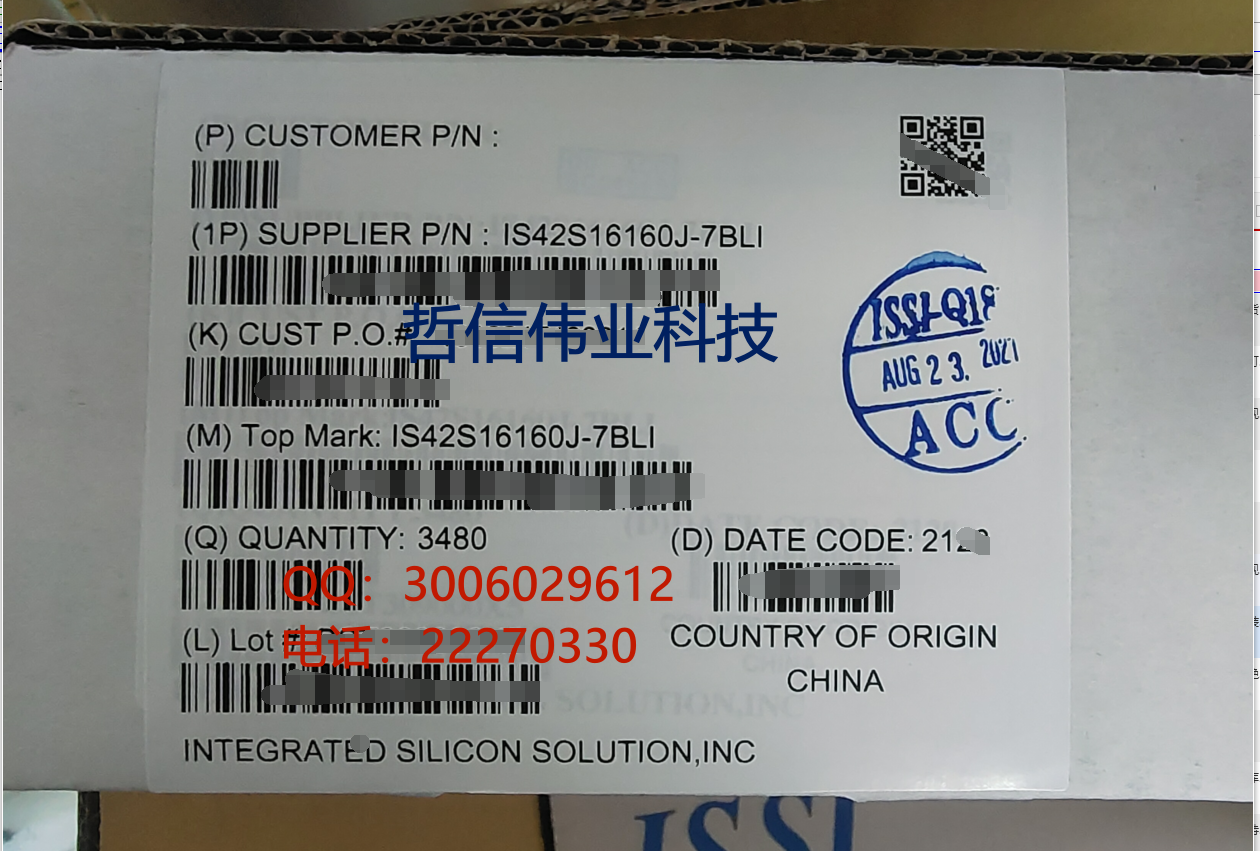 (P) CUSTOMER P/N :
(1P) SUPPLIER P/N : IS42S16160J-7BLI
(K) CUST P.O.#
哲信伟业科技
(M) Top Mark: IS42S16160J-7BLI
ISSI-Q18
AUG 23. 2021
ACC
(Q) QUANTITY: 3480
(D) DATE CODE: 21
QQ: 3006029612
(L) Lot #
电话: 22270330
COUNTRY OF ORIGIN
CHINA
INTEGRATED SILICON SOLUTION,INC
ISSI